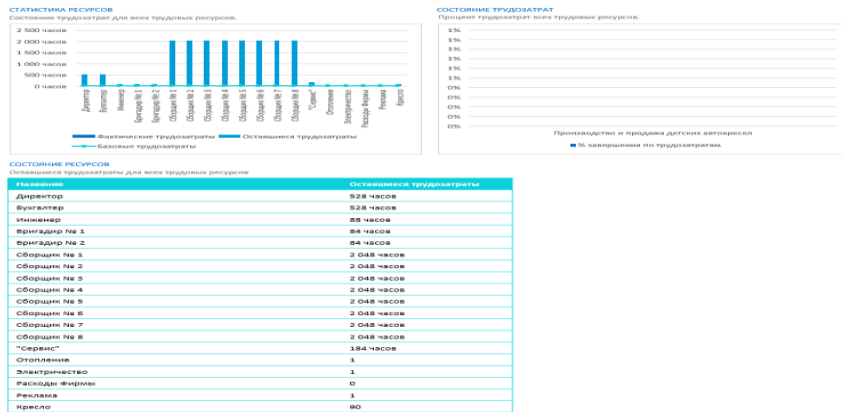 СТАТИСТИКА РЕСУРСОВ
Состояние трудозатрат для всех трудовых ресурсов.
2 500 часов
2 000 часов
1 500 часов
1 000 часов
500 часов
0 часов
Директор
Бухгалтер
Инженер
Бригадир № 1
Бригадир № 2
Сборщик № 1
Сборщик № 2
Сборщик № 3
Сборщик № 4
Сборщик № 5
Сборщик № 6
Сборщик № 7
Сборщик № 8
"Сервис"
Отопление
Электричество
Расходы Фирмы
Реклама
Кресло
Фактические трудозатраты
Оставшиеся трудозатраты
Базовые трудозатраты
СОСТОЯНИЕ ТРУДОЗАТРАТ
Процент трудозатрат всех трудовых ресурсов.
1%
1%
1%
1%
1%
1%
0%
0%
0%
0%
0%
Производство и продажа детских автокресел
% завершения по трудозатратам
СОСТОЯНИЕ РЕСУРСОВ
Оставшиеся трудозатраты для всех трудовых ресурсов
Название Оставшиеся трудозатраты
Директор 528 часов
Бухгалтер 528 часов
Инженер 88 часов
Бригадир № 1 84 часов
Бригадир № 2 84 часов
Сборщик № 1 2 048 часов
Сборщик № 2 2 048 часов
Сборщик № 3 2 048 часов
Сборщик № 4 2 048 часов
Сборщик № 5 2 048 часов
Сборщик № 6 2 048 часов
Сборщик № 7 2 048 часов
Сборщик № 8 2 048 часов
"Сервис" 184 часов
Отопление 1
Электричество 1
Расходы Фирмы 0
Реклама 1
Кресло 90